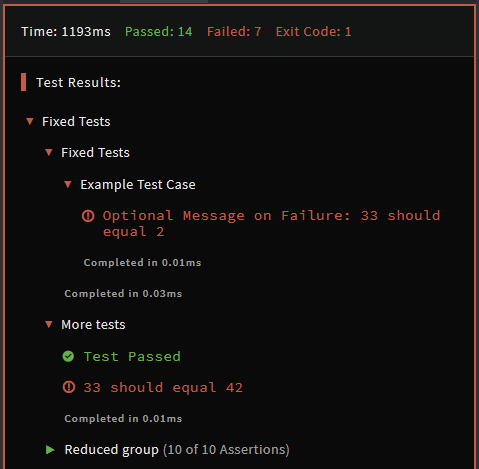 Time: 1193ms Passed: 14 Failed: 7 Exit Code: 1
Test Results:
Fixed Tests
Fixed Tests
Example Test Case
Optional Message on Failure: 33 should
equal 2
Completed in 0.01ms
Completed in 0.03ms
More tests
Test Passed
33 should equal 42
Completed in 0.01ms
Reduced group (10 of 10 Assertions)